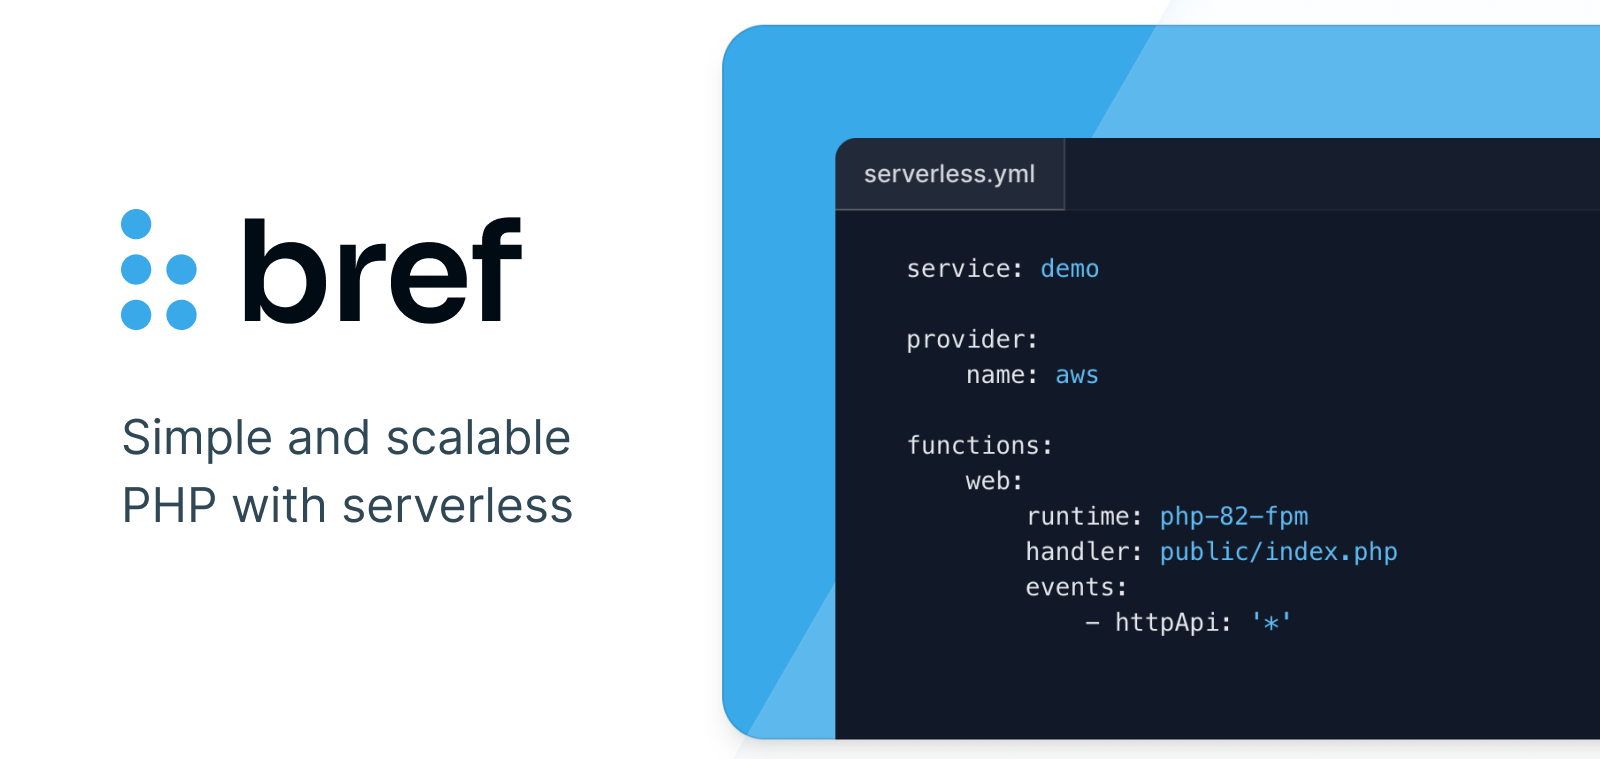 bref
Simple and scalable
PHP with serverless
serverless.yml
service: demo
provider:
    name: aws
functions:
    web:
        runtime: php-82-fpm
        handler: public/index.php
        events:
            - httpApi: '*'